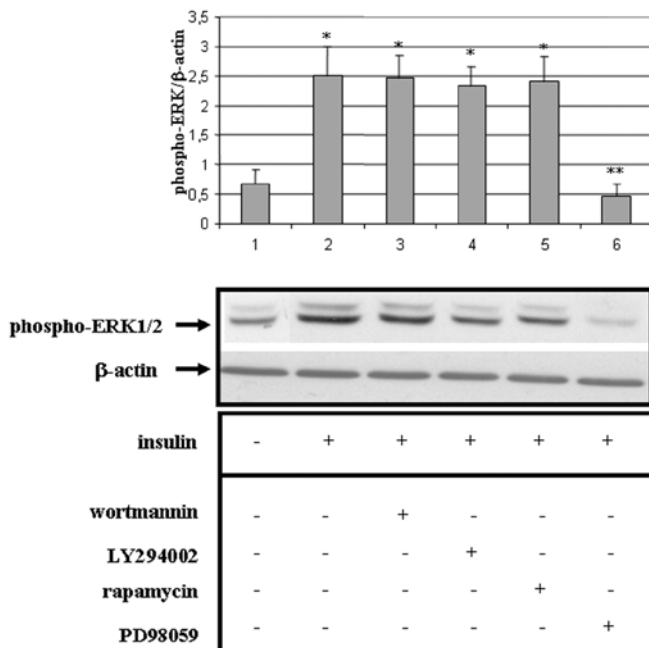 4
3,5
3
2,5
2
1,5
1
0,5
0
phospho-ERK/β-actin
* * * * **
1 2 3 4 5 6
phospho-ERK1/2
β-actin
insulin - + + + + +
wortmannin - - + - - -
LY294002 - - - + - -
rapamycin - - - - + -
PD98059 - - - - - +